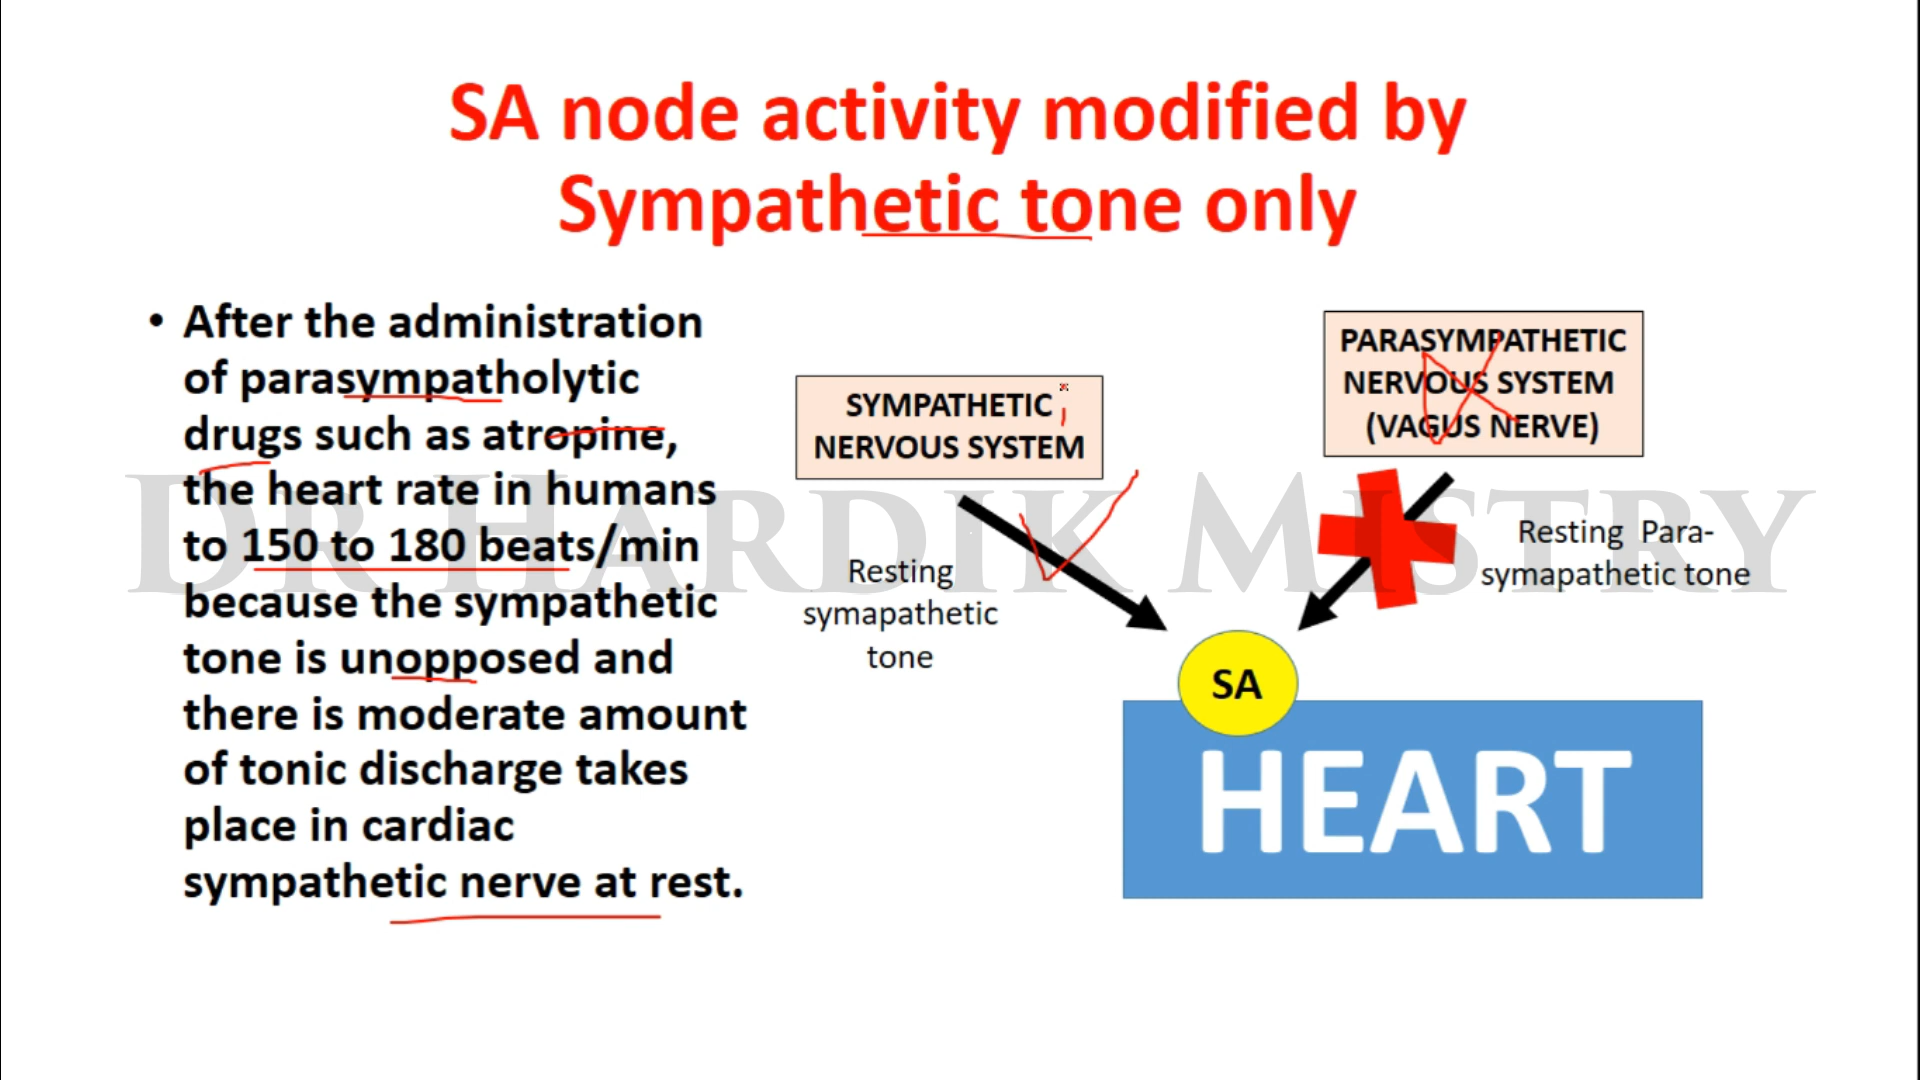 SA node activity modified by
Sympathetic tone only
• After the administration
of parasympatholytic
drugs such as atropine,
the heart rate in humans
to 150 to 180 beats/min
because the sympathetic
tone is unopposed and
there is moderate amount
of tonic discharge takes
place in cardiac
sympathetic nerve at rest.
SYMPATHETIC
NERVOUS SYSTEM
PARASYMPATHETIC
NERVOUS SYSTEM
(VAGUS NERVE)
Resting
symapathetic
tone
Resting Para-
symapathetic tone
SA
HEART
DR HARDIK MISTRY